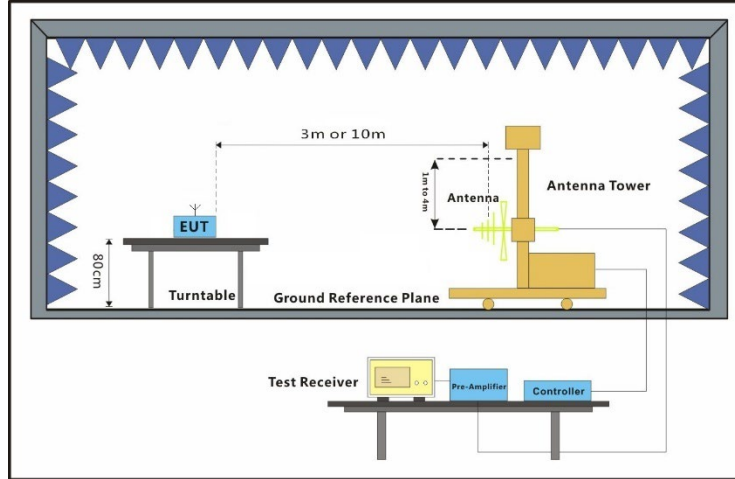 3m or 10m
1m to 4m
Antenna
Antenna Tower
EUT
80cm
Turntable
Ground Reference Plane
Test Receiver
Pre-Amplifier
Controller